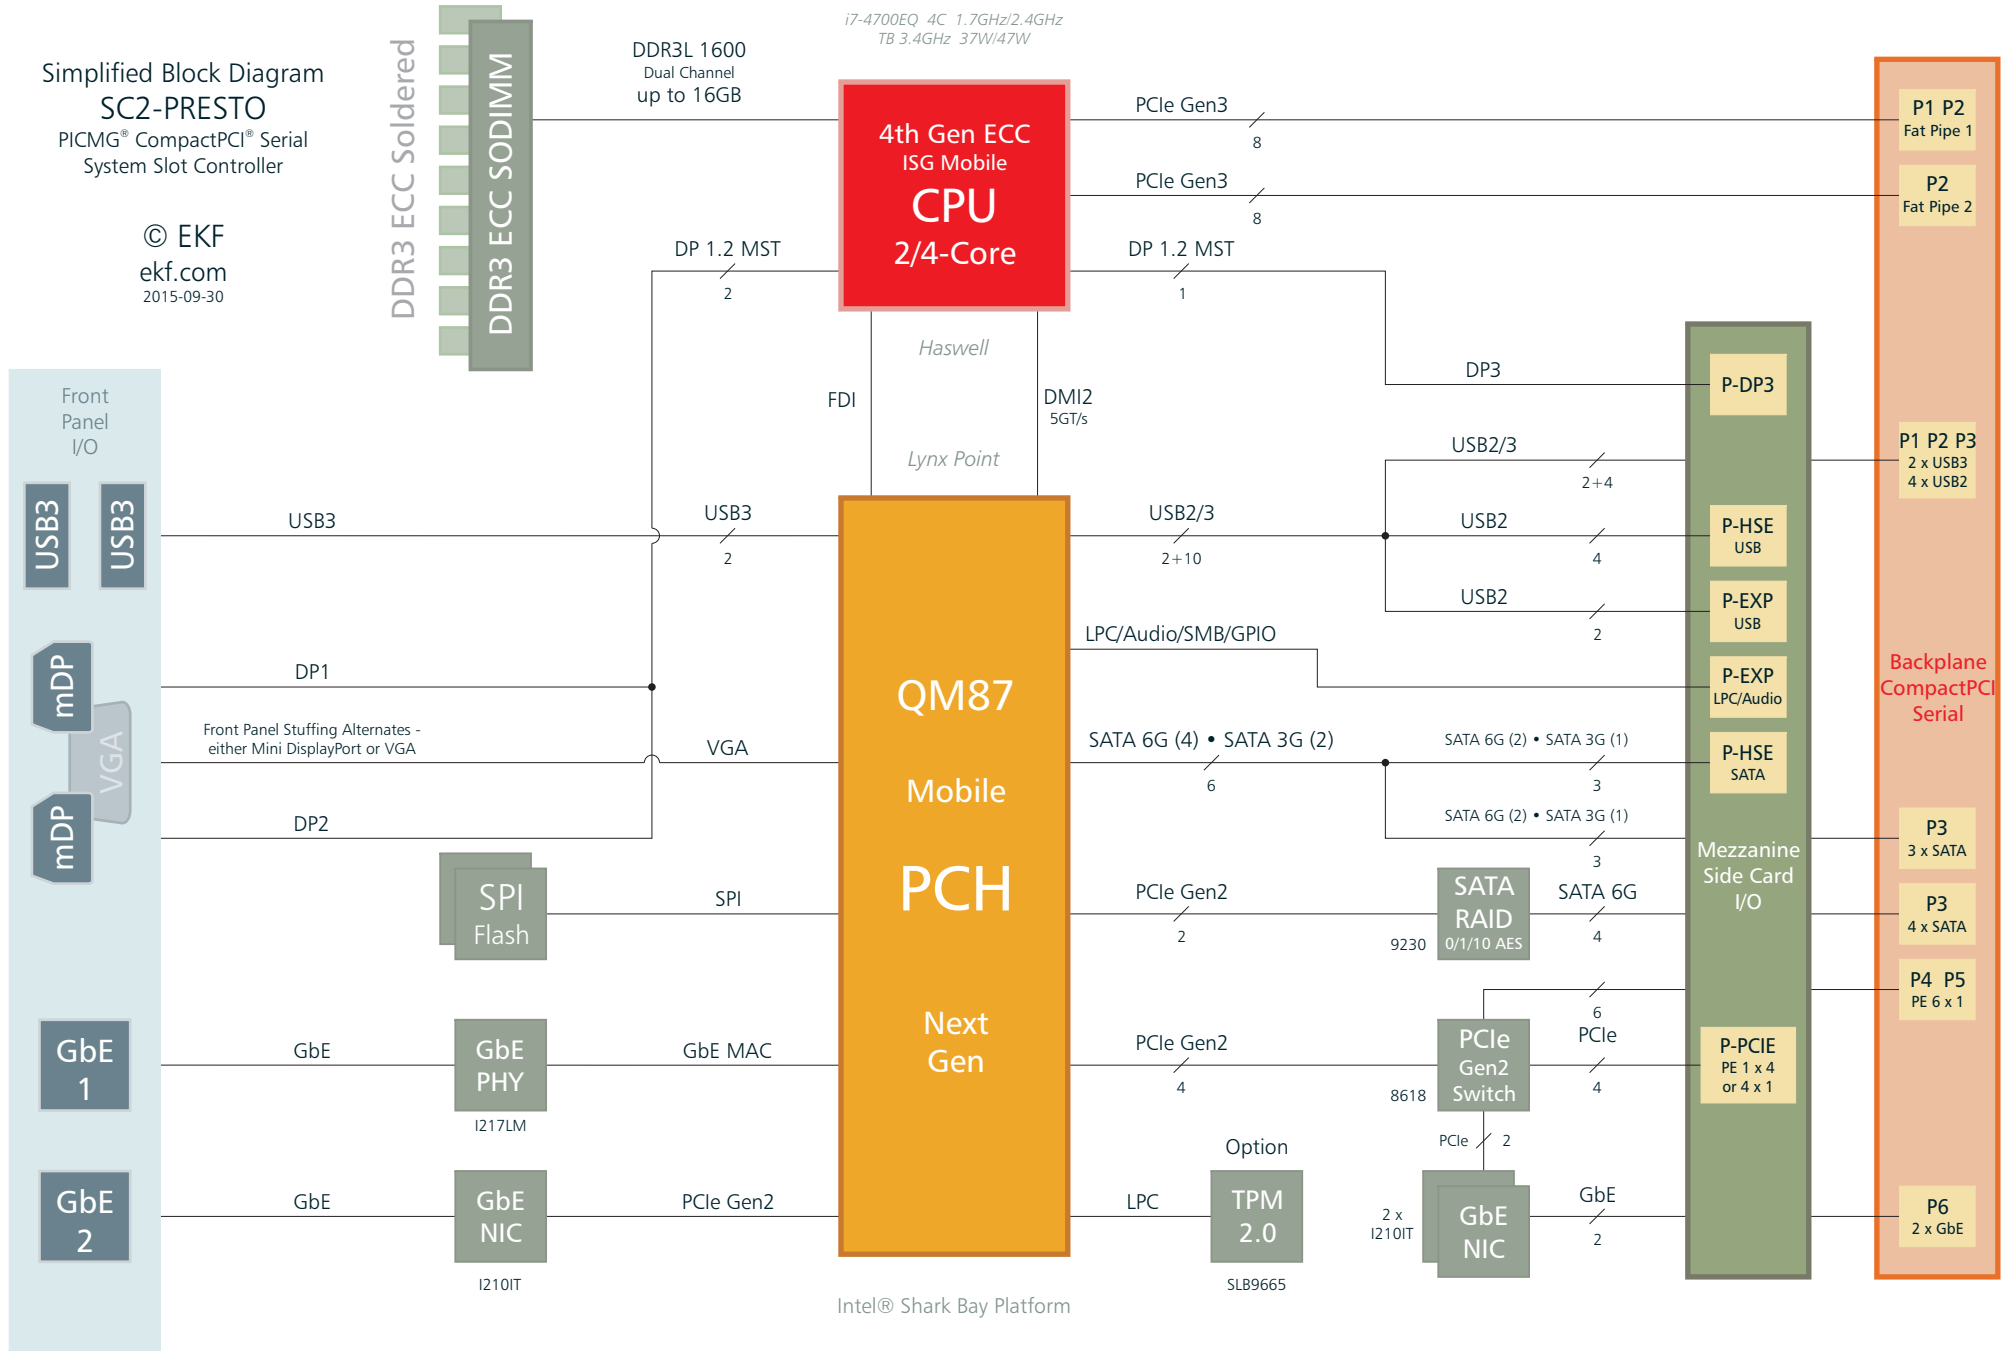 Simplified Block Diagram
SC2-PRESTO
PICMG® CompactPCI® Serial
System Slot Controller
© EKF
ekf.com
2015-09-30
DDR3 ECC Soldered
DDR3 ECC SODIMM
DDR3L 1600
Dual Channel
up to 16GB
i7-4700EQ 4C 1.7GHz/2.4GHz
TB 3.4GHz 37W/47W
4th Gen ECC
ISG Mobile
CPU
2/4-Core
PCIe Gen3
8
P1 P2
Fat Pipe 1
PCIe Gen3
8
P2
Fat Pipe 2
DP 1.2 MST
2
DP 1.2 MST
1
Haswell
FDI
DMI2
5GT/s
Lynx Point
DP3
P-DP3
Front
Panel
I/O
USB3
USB3
USB3
USB3
2
USB2/3
2+10
USB2/3
2+4
P1 P2 P3
2 x USB3
4 x USB2
USB2
4
P-HSE
USB
USB2
2
P-EXP
USB
LPC/Audio/SMB/GPIO
P-EXP
LPC/Audio
Backplane
CompactPCI
Serial
mDP
VGA
mDP
DP1
Front Panel Stuffing Alternates -
either Mini DisplayPort or VGA
VGA
DP2
QM87
Mobile
PCH
Next
Gen
SATA 6G (4) • SATA 3G (2)
6
SATA 6G (2) • SATA 3G (1)
3
P-HSE
SATA
SATA 6G (2) • SATA 3G (1)
3
P3
3 x SATA
Mezzanine
Side Card
I/O
SPI
Flash
SPI
PCIe Gen2
2
SATA
RAID
0/1/10 AES
9230
SATA 6G
4
P3
4 x SATA
6
P4 P5
PE 6 x 1
GbE
1
GbE
GbE
PHY
I217LM
GbE MAC
PCIe Gen2
4
PCIe
Gen2
Switch
8618
PCIe
4
P-PCIE
PE 1 x 4
or 4 x 1
PCIe
2
GbE
2
GbE
GbE
NIC
I210IT
PCIe Gen2
LPC
Option
TPM
2.0
SLB9665
2 x
I210IT
GbE
NIC
GbE
2
P6
2 x GbE
Intel® Shark Bay Platform